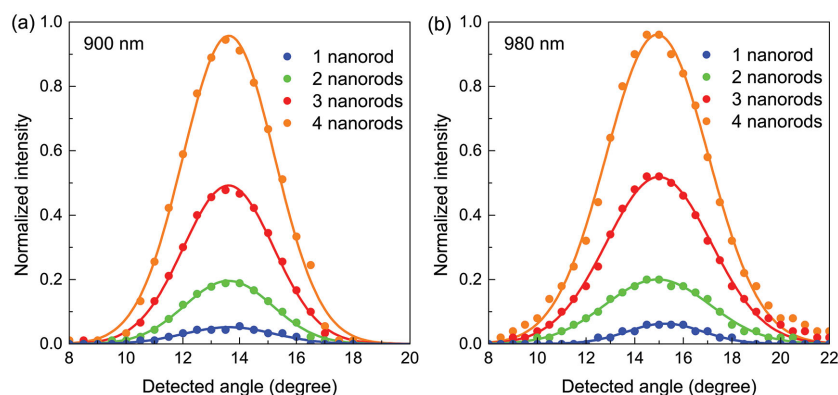 (a)
900 nm
1 nanorod
2 nanorods
3 nanorods
4 nanorods
Normalized intensity
1.0
0.8
0.6
0.4
0.2
0.0
8 10 12 14 16 18 20
Detected angle (degree)
(b)
980 nm
1 nanorod
2 nanorods
3 nanorods
4 nanorods
Normalized intensity
1.0
0.8
0.6
0.4
0.2
0.0
8 10 12 14 16 18 20 22
Detected angle (degree)